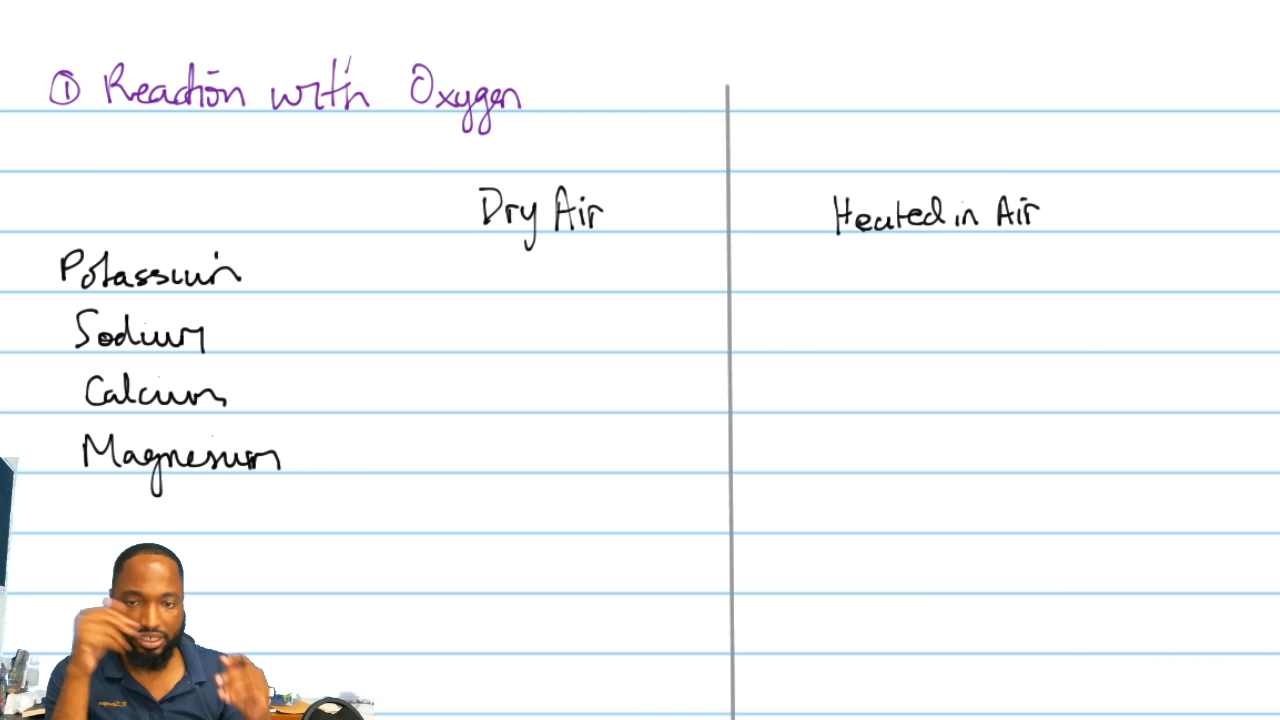 ① Reaction with Oxygen
Dry Air
Heated in Air
Potassium
Sodium
Calcium
Magnesium